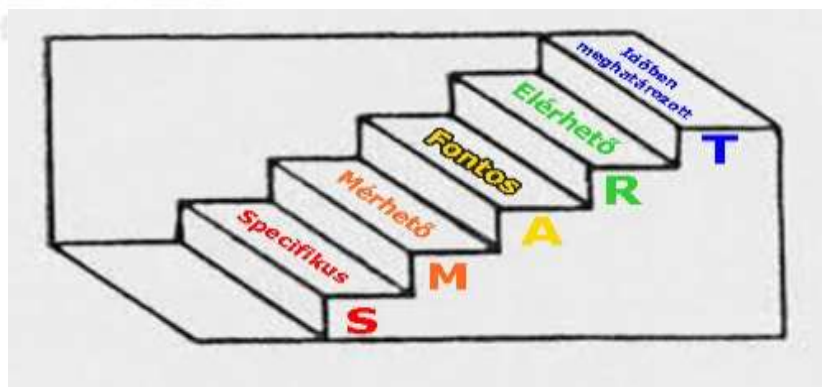 Specifikus
S
Mérhető
M
Fontos
A
Elérhető
R
Időben
meghatározott
T